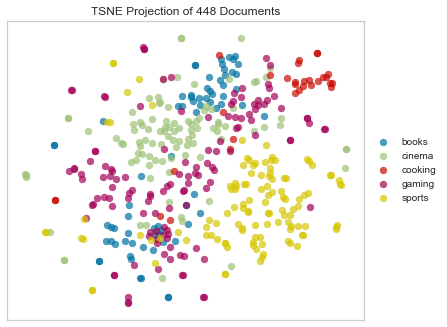 TSNE Projection of 448 Documents
books
cinema
cooking
gaming
sports